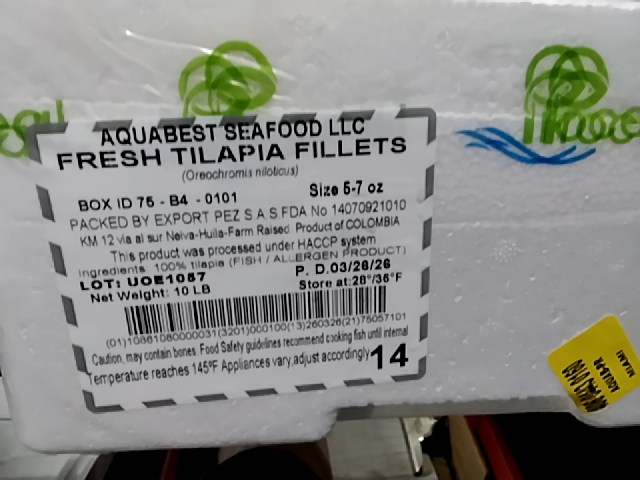 AQUABEST SEAFOOD LLC
FRESH TILAPIA FILLETS
(Oreochromis niloticus)
BOX ID 75 - B4 - 0101 Size 5-7 oz
PACKED BY EXPORT PEZ S.A.S FDA No 14070921010
KM 12 via al sur Neiva-Huila-Farm Raised Product of COLOMBIA
This product was processed under HACCP system
Ingredients: 100% tilapia (FISH / ALLERGEN PRODUCT)
LOT: UOE1057 P. D.03/26/26
Net Weight: 10 LB Store at:28°/36°F
(01)10861080000031(3201)000100(13)260326(21)75057101
Caution, may contain bones. Food Safety guidelines recommend cooking fish until internal
Temperature reaches 145°F Appliances vary,adjust accordingly 14
MIAMI